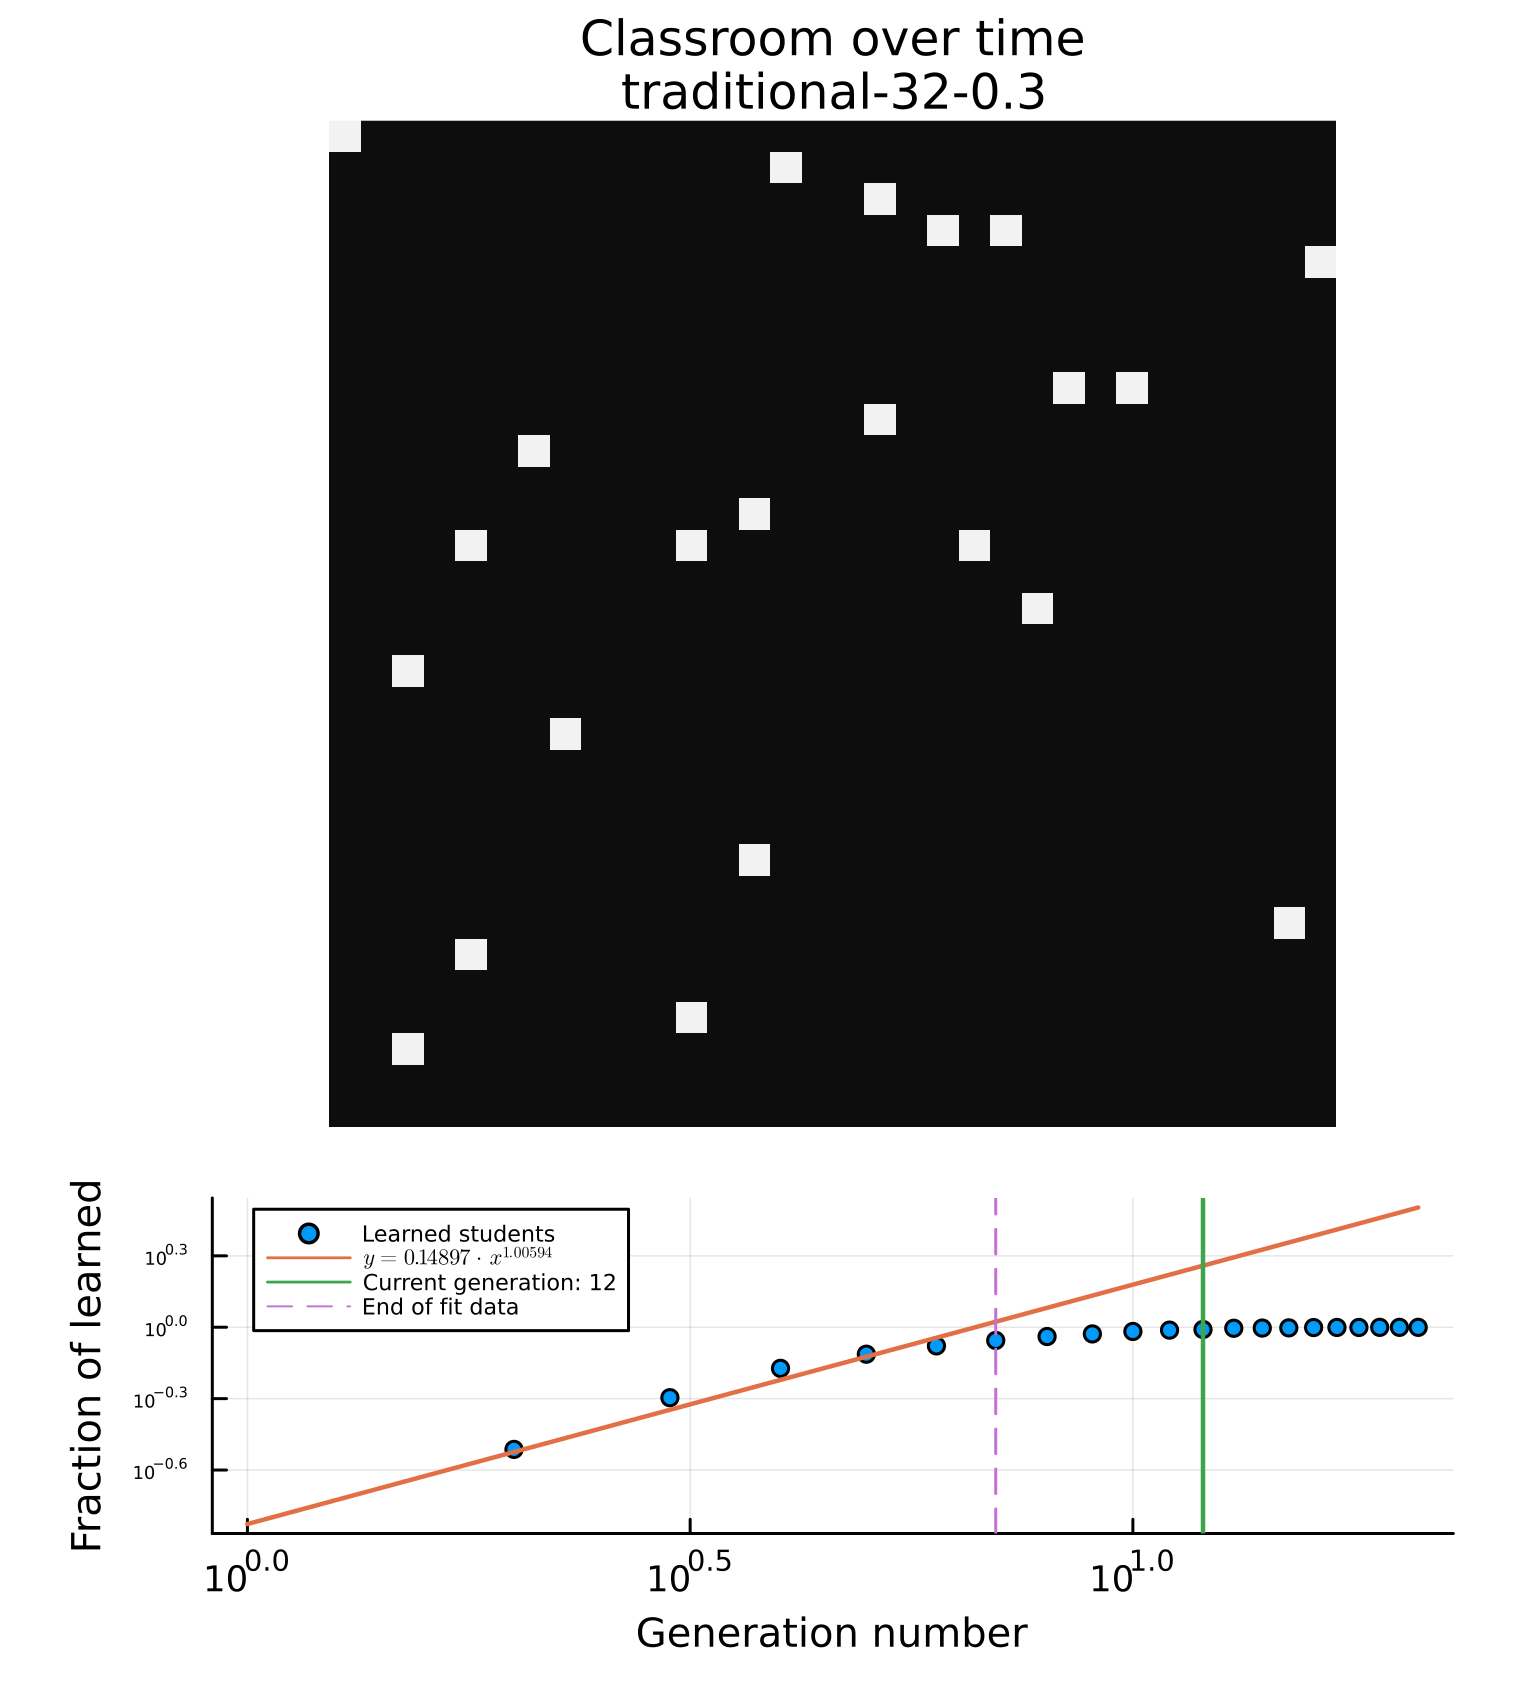 Classroom over time
traditional-32-0.3
Fraction of learned
10^0.3
10^0.0
10^−0.3
10^−0.6
Learned students
y = 0.14897 · x^1.00594
Current generation: 12
End of fit data
10^0.0
10^0.5
10^1.0
Generation number